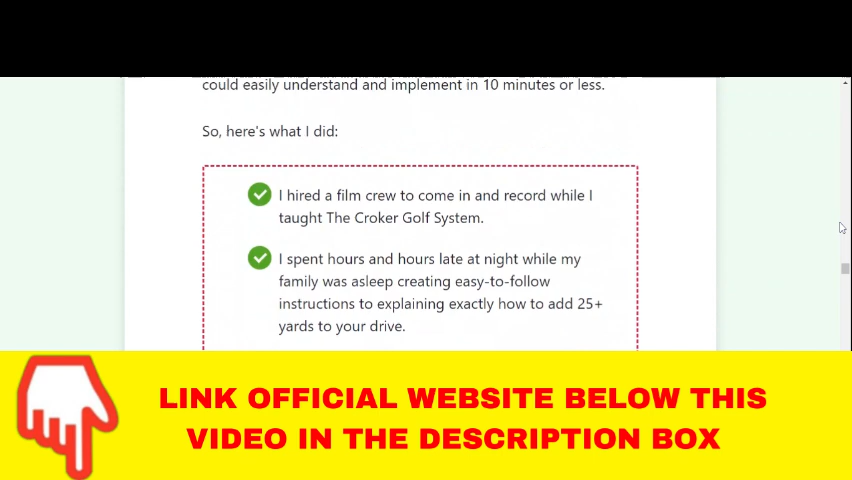 could easily understand and implement in 10 minutes or less.
So, here's what I did:
I hired a film crew to come in and record while I
taught The Croker Golf System.
I spent hours and hours late at night while my
family was asleep creating easy-to-follow
instructions to explaining exactly how to add 25+
yards to your drive.
LINK OFFICIAL WEBSITE BELOW THIS
VIDEO IN THE DESCRIPTION BOX